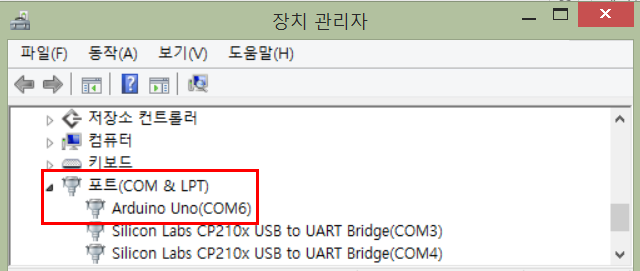 장치 관리자
파일(F) 동작(A) 보기(V) 도움말(H)
저장소 컨트롤러
컴퓨터
키보드
포트(COM & LPT)
Arduino Uno(COM6)
Silicon Labs CP210x USB to UART Bridge(COM3)
Silicon Labs CP210x USB to UART Bridge(COM4)